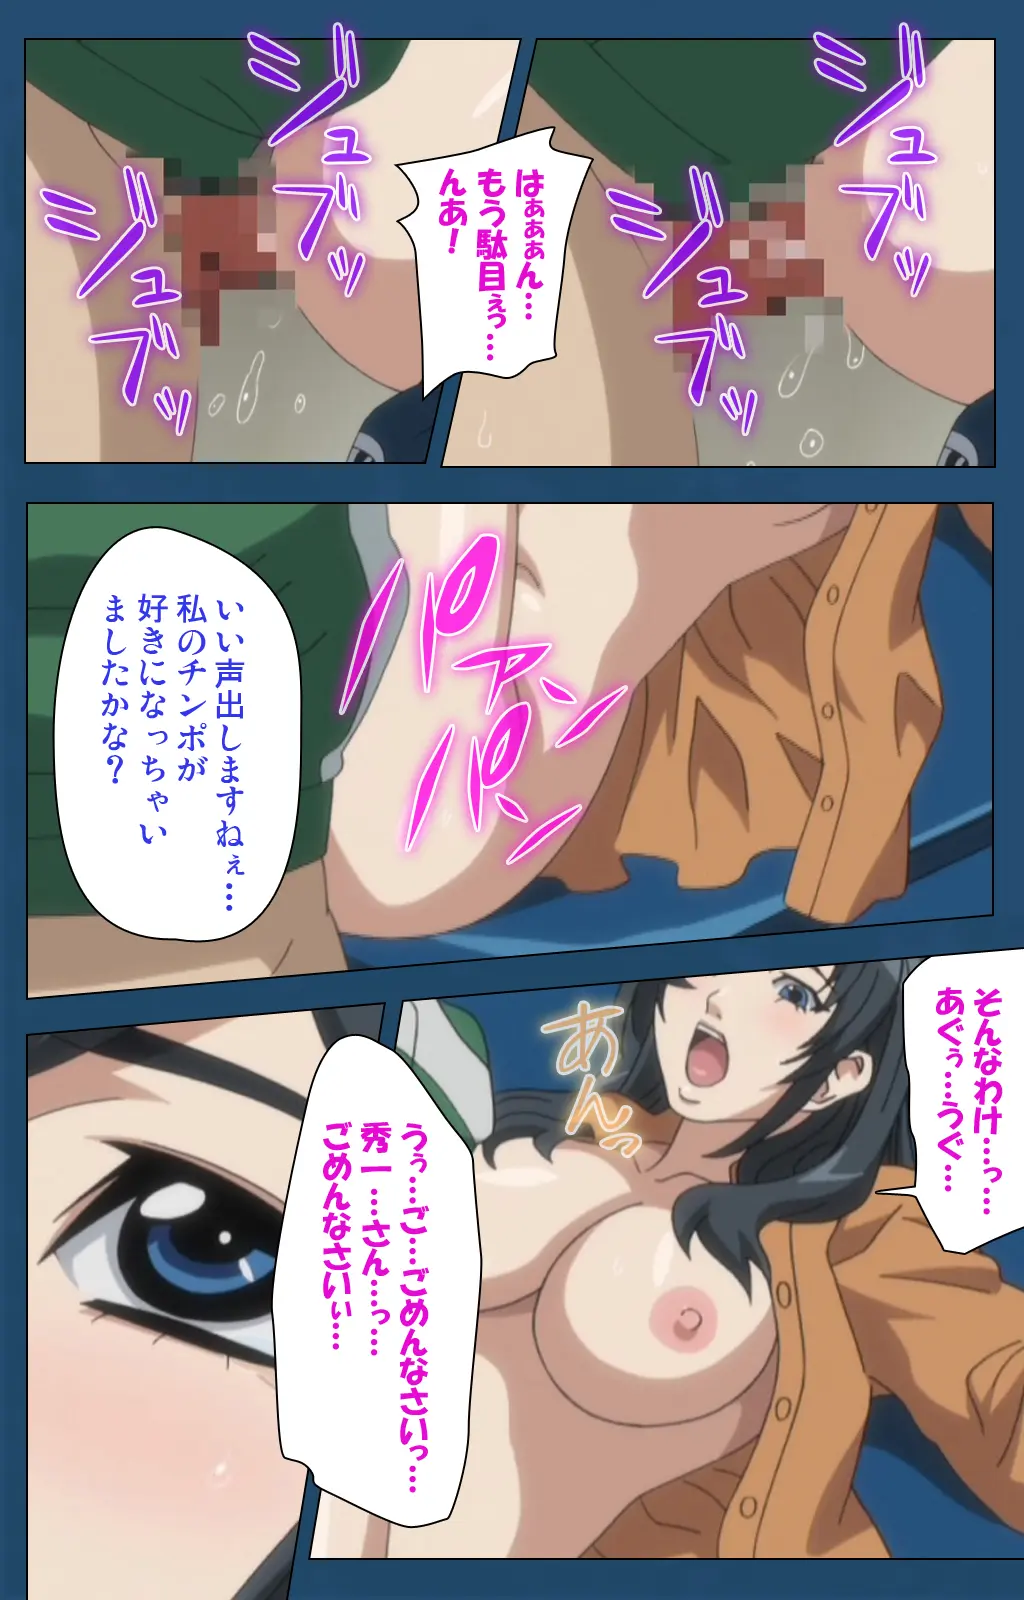 ジュブッ
ジュブッ
はぁぁぁん…
もう駄目ぇっ…
んあ！
ジュブッ
ジュブッ
パァン
パン
いい声出しますねぇ…
私のチンポが
好きになっちゃい
ましたかな？
そんなわけ……っ…
あぐぅ…うぐ…
あんっ
うぅ…ご…ごめんなさいっ…
秀一…さん…っ…
ごめんなさいぃ……